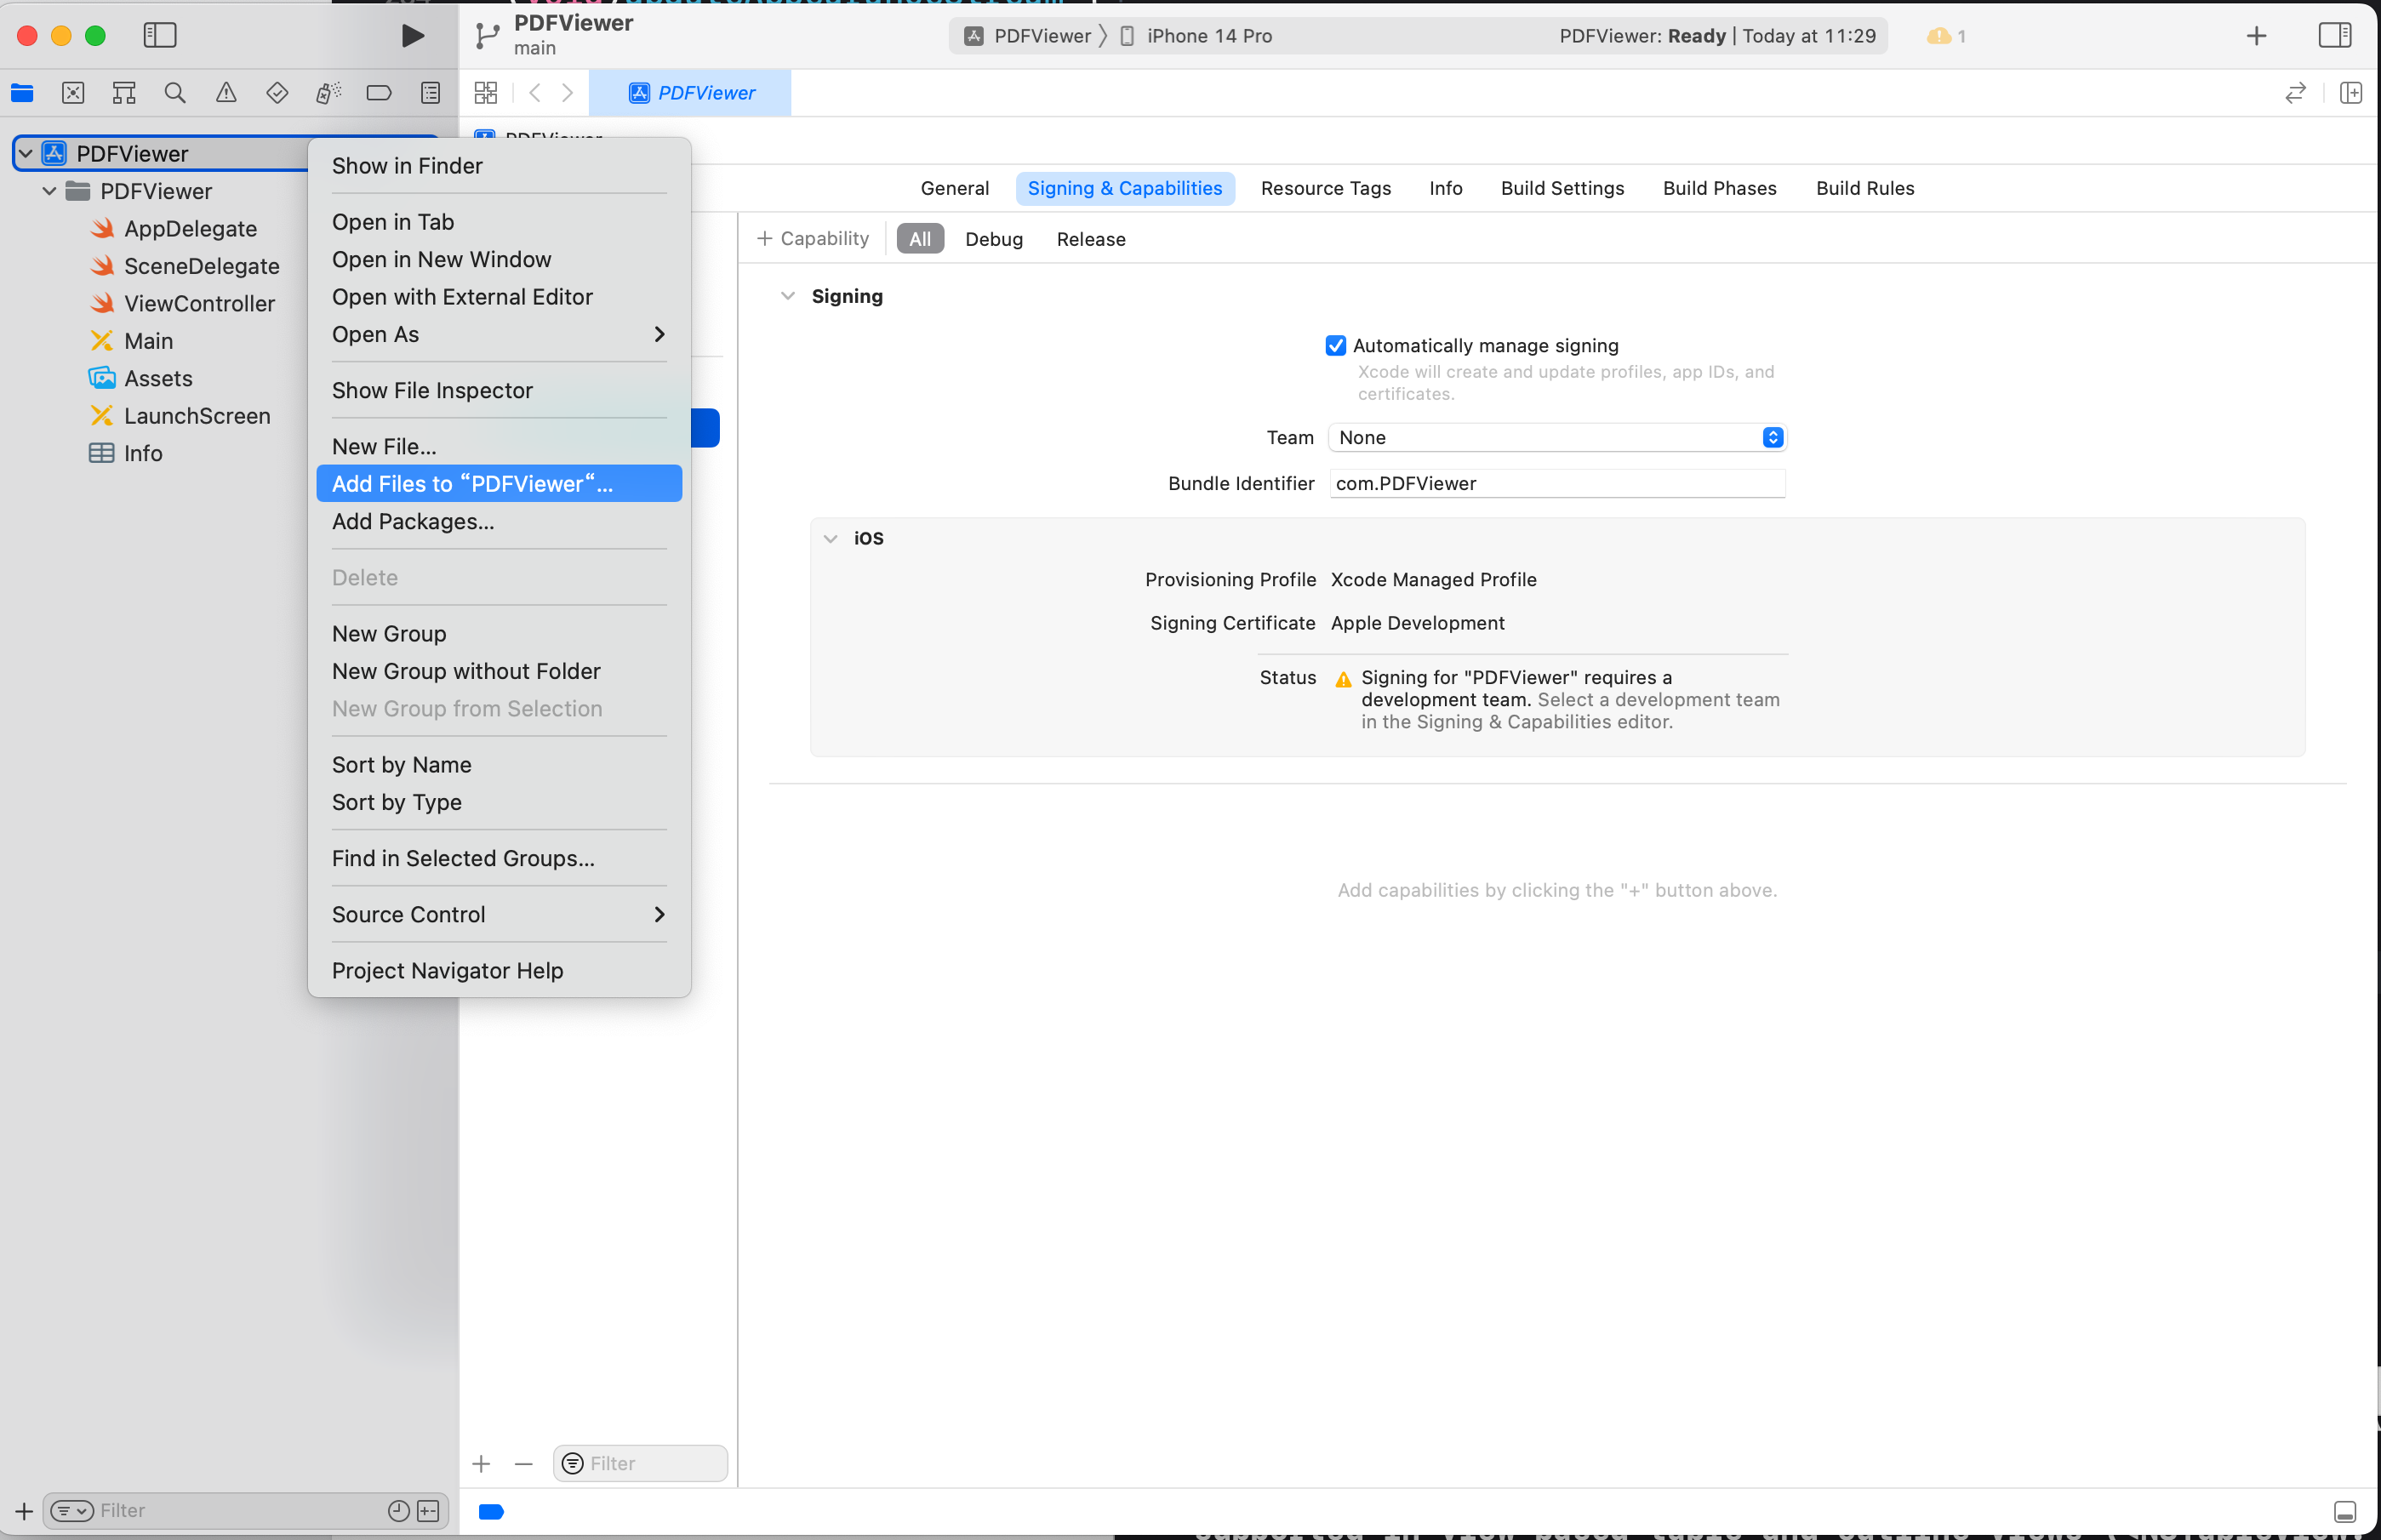 PDFViewer
main
PDFViewer
iPhone 14 Pro
PDFViewer: Ready | Today at 11:29
1
PDFViewer
PDFViewer
PDFViewer
PDFViewer
AppDelegate
SceneDelegate
ViewController
Main
Assets
LaunchScreen
Info
Show in Finder
Open in Tab
Open in New Window
Open with External Editor
Open As
Show File Inspector
New File...
Add Files to “PDFViewer“...
Add Packages...
Delete
New Group
New Group without Folder
New Group from Selection
Sort by Name
Sort by Type
Find in Selected Groups...
Source Control
Project Navigator Help
General
Signing & Capabilities
Resource Tags
Info
Build Settings
Build Phases
Build Rules
+ Capability
All
Debug
Release
Signing
Automatically manage signing
Xcode will create and update profiles, app IDs, and
certificates.
Team
None
Bundle Identifier
com.PDFViewer
iOS
Provisioning Profile
Xcode Managed Profile
Signing Certificate
Apple Development
Status
Signing for "PDFViewer" requires a
development team. Select a development team
in the Signing & Capabilities editor.
Add capabilities by clicking the "+" button above.
Filter
Filter